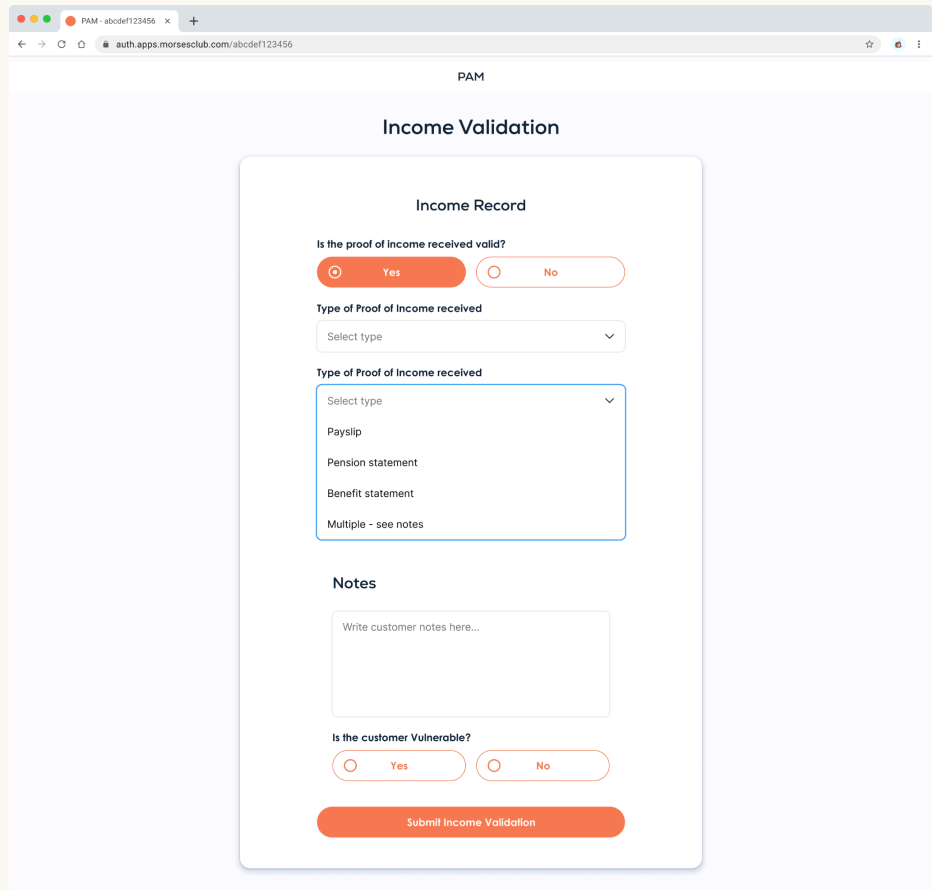 PAM - abcdef123456
auth.apps.morsesclub.com/abcdef123456
PAM
Income Validation
Income Record
Is the proof of income received valid?
Yes No
Type of Proof of Income received
Select type
Type of Proof of Income received
Select type
Payslip
Pension statement
Benefit statement
Multiple - see notes
Notes
Write customer notes here...
Is the customer Vulnerable?
Yes No
Submit Income Validation